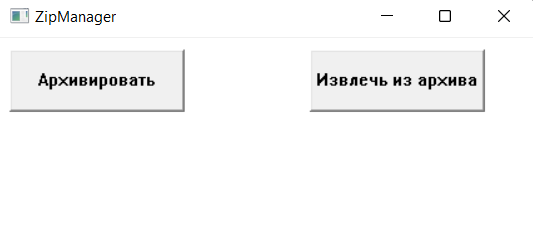 ZipManager
Архивировать
Извлечь из архива